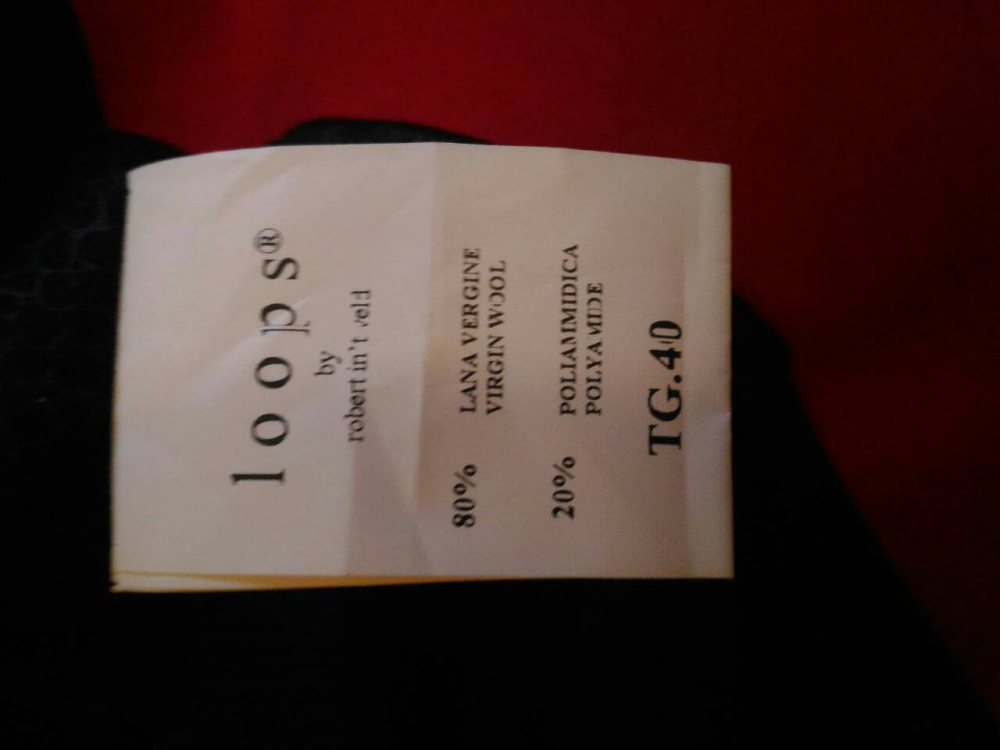 loops®
by
robert in't veld
80% LANA VERGINE
VIRGIN WOOL
20% POLIAMMIDICA
POLYAMIDE
TG.40